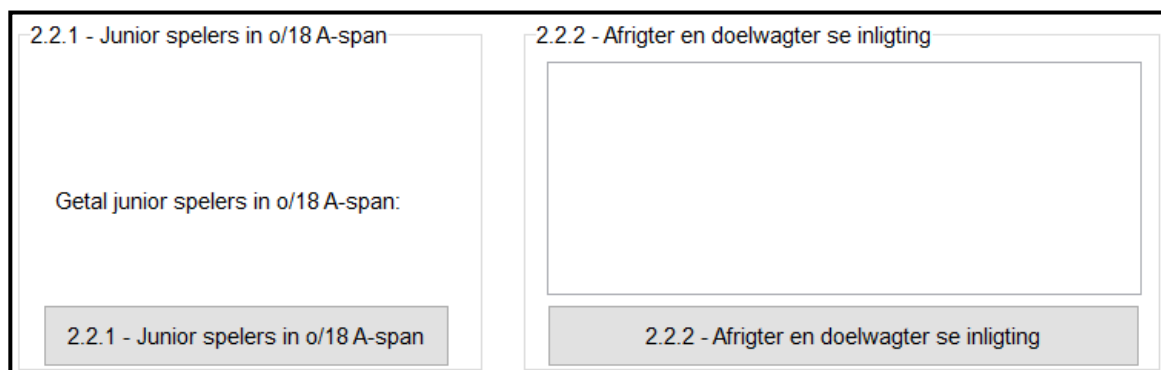 2.2.1 - Junior spelers in o/18 A-span
Getal junior spelers in o/18 A-span:
2.2.1 - Junior spelers in o/18 A-span
2.2.2 - Afrigter en doelwagter se inligting
2.2.2 - Afrigter en doelwagter se inligting